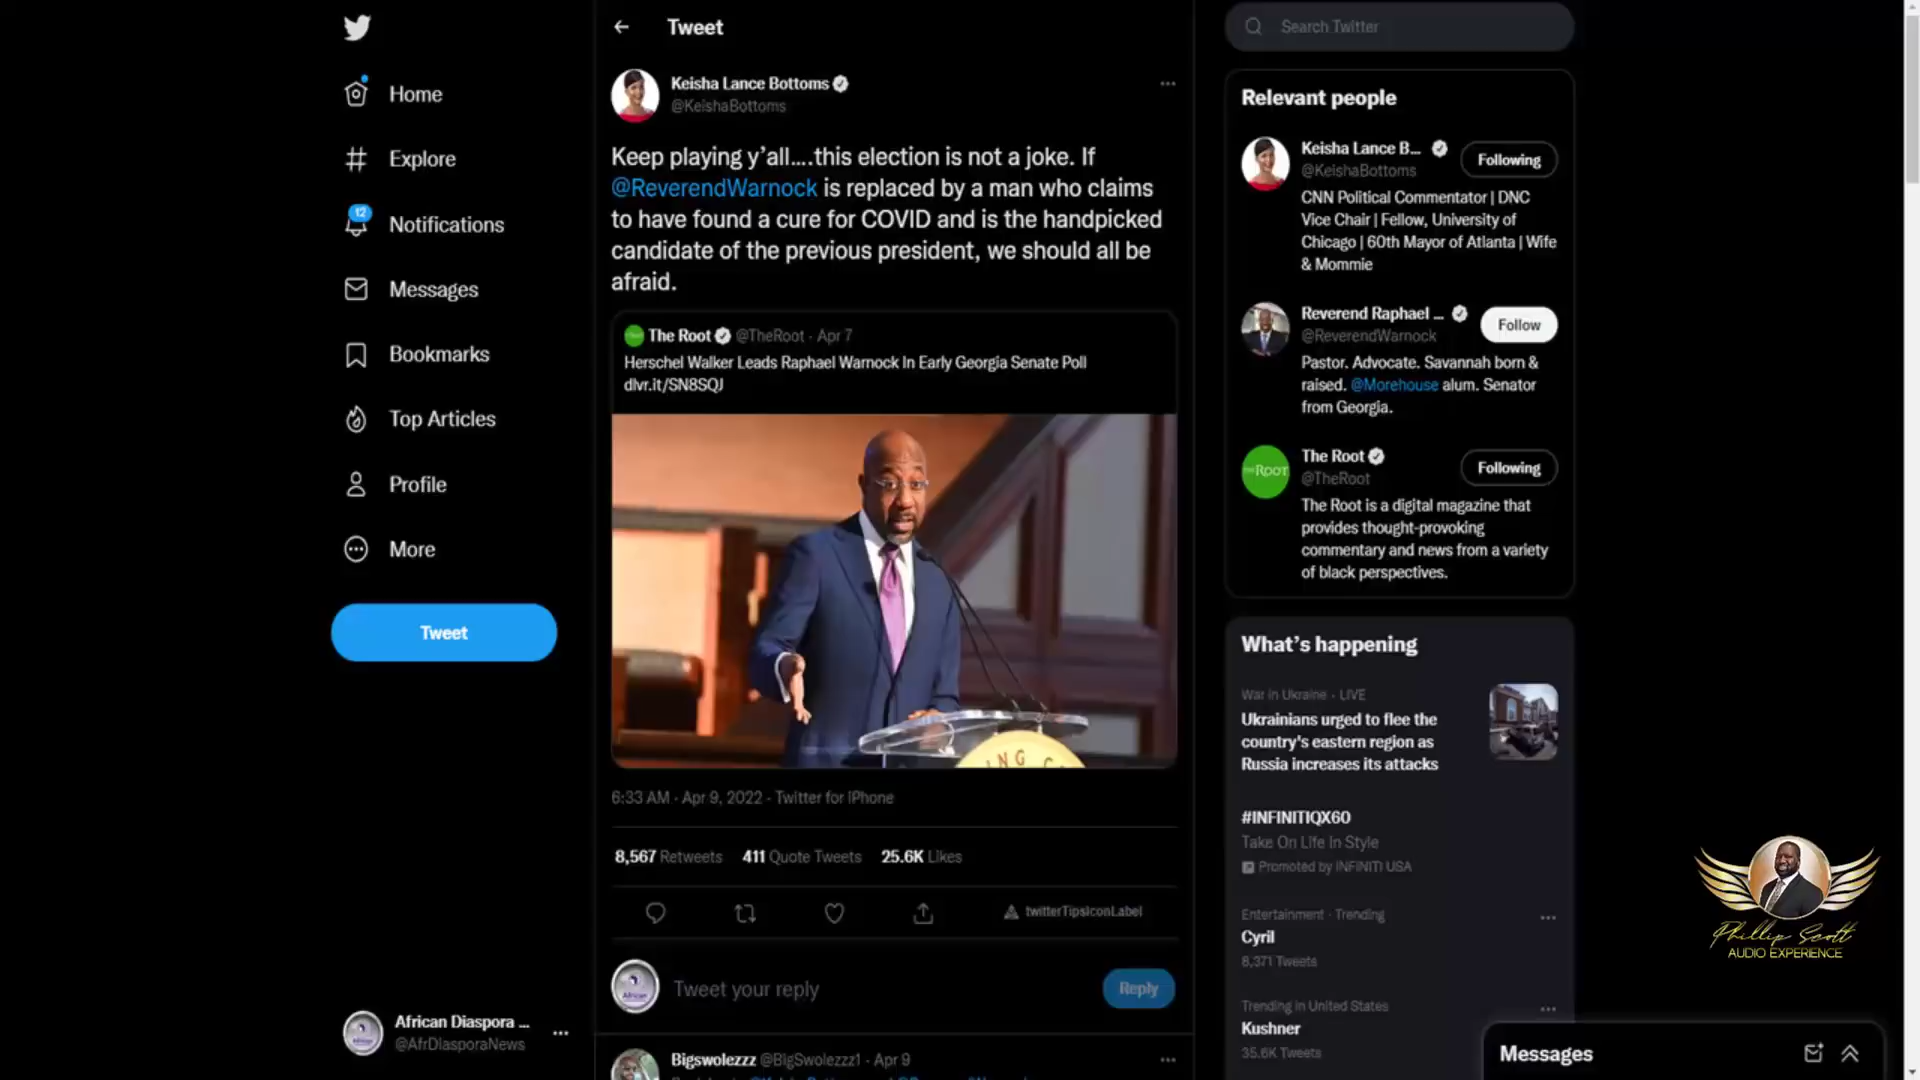 Home
Explore
12
Notifications
Messages
Bookmarks
Top Articles
Profile
More
Tweet
African Diaspora ...
@AfrDiasporaNews
Tweet
Keisha Lance Bottoms
@KeishaBottoms
Keep playing y’all....this election is not a joke. If
@ReverendWarnock is replaced by a man who claims
to have found a cure for COVID and is the handpicked
candidate of the previous president, we should all be
afraid.
The Root @TheRoot · Apr 7
Herschel Walker Leads Raphael Warnock In Early Georgia Senate Poll
dlvr.it/SN8SQJ
NG C
6:33 AM · Apr 9, 2022 · Twitter for iPhone
8,567 Retweets 411 Quote Tweets 25.6K Likes
twitterTipsIconLabel
Tweet your reply
Reply
Bigswolezzz @BigSwolezzz1 · Apr 9
Search Twitter
Relevant people
Keisha Lance B...
@KeishaBottoms
Following
CNN Political Commentator | DNC
Vice Chair | Fellow, University of
Chicago | 60th Mayor of Atlanta | Wife
& Mommie
Reverend Raphael ...
@ReverendWarnock
Follow
Pastor. Advocate. Savannah born &
raised. @Morehouse alum. Senator
from Georgia.
The Root
@TheRoot
Following
The Root is a digital magazine that
provides thought-provoking
commentary and news from a variety
of black perspectives.
What’s happening
War in Ukraine · LIVE
Ukrainians urged to flee the
country's eastern region as
Russia increases its attacks
#INFINITIQX60
Take On Life In Style
Promoted by INFINITI USA
Entertainment · Trending
Cyril
8,371 Tweets
Trending in United States
Kushner
35.6K Tweets
Messages
Phillip Scott
AUDIO EXPERIENCE